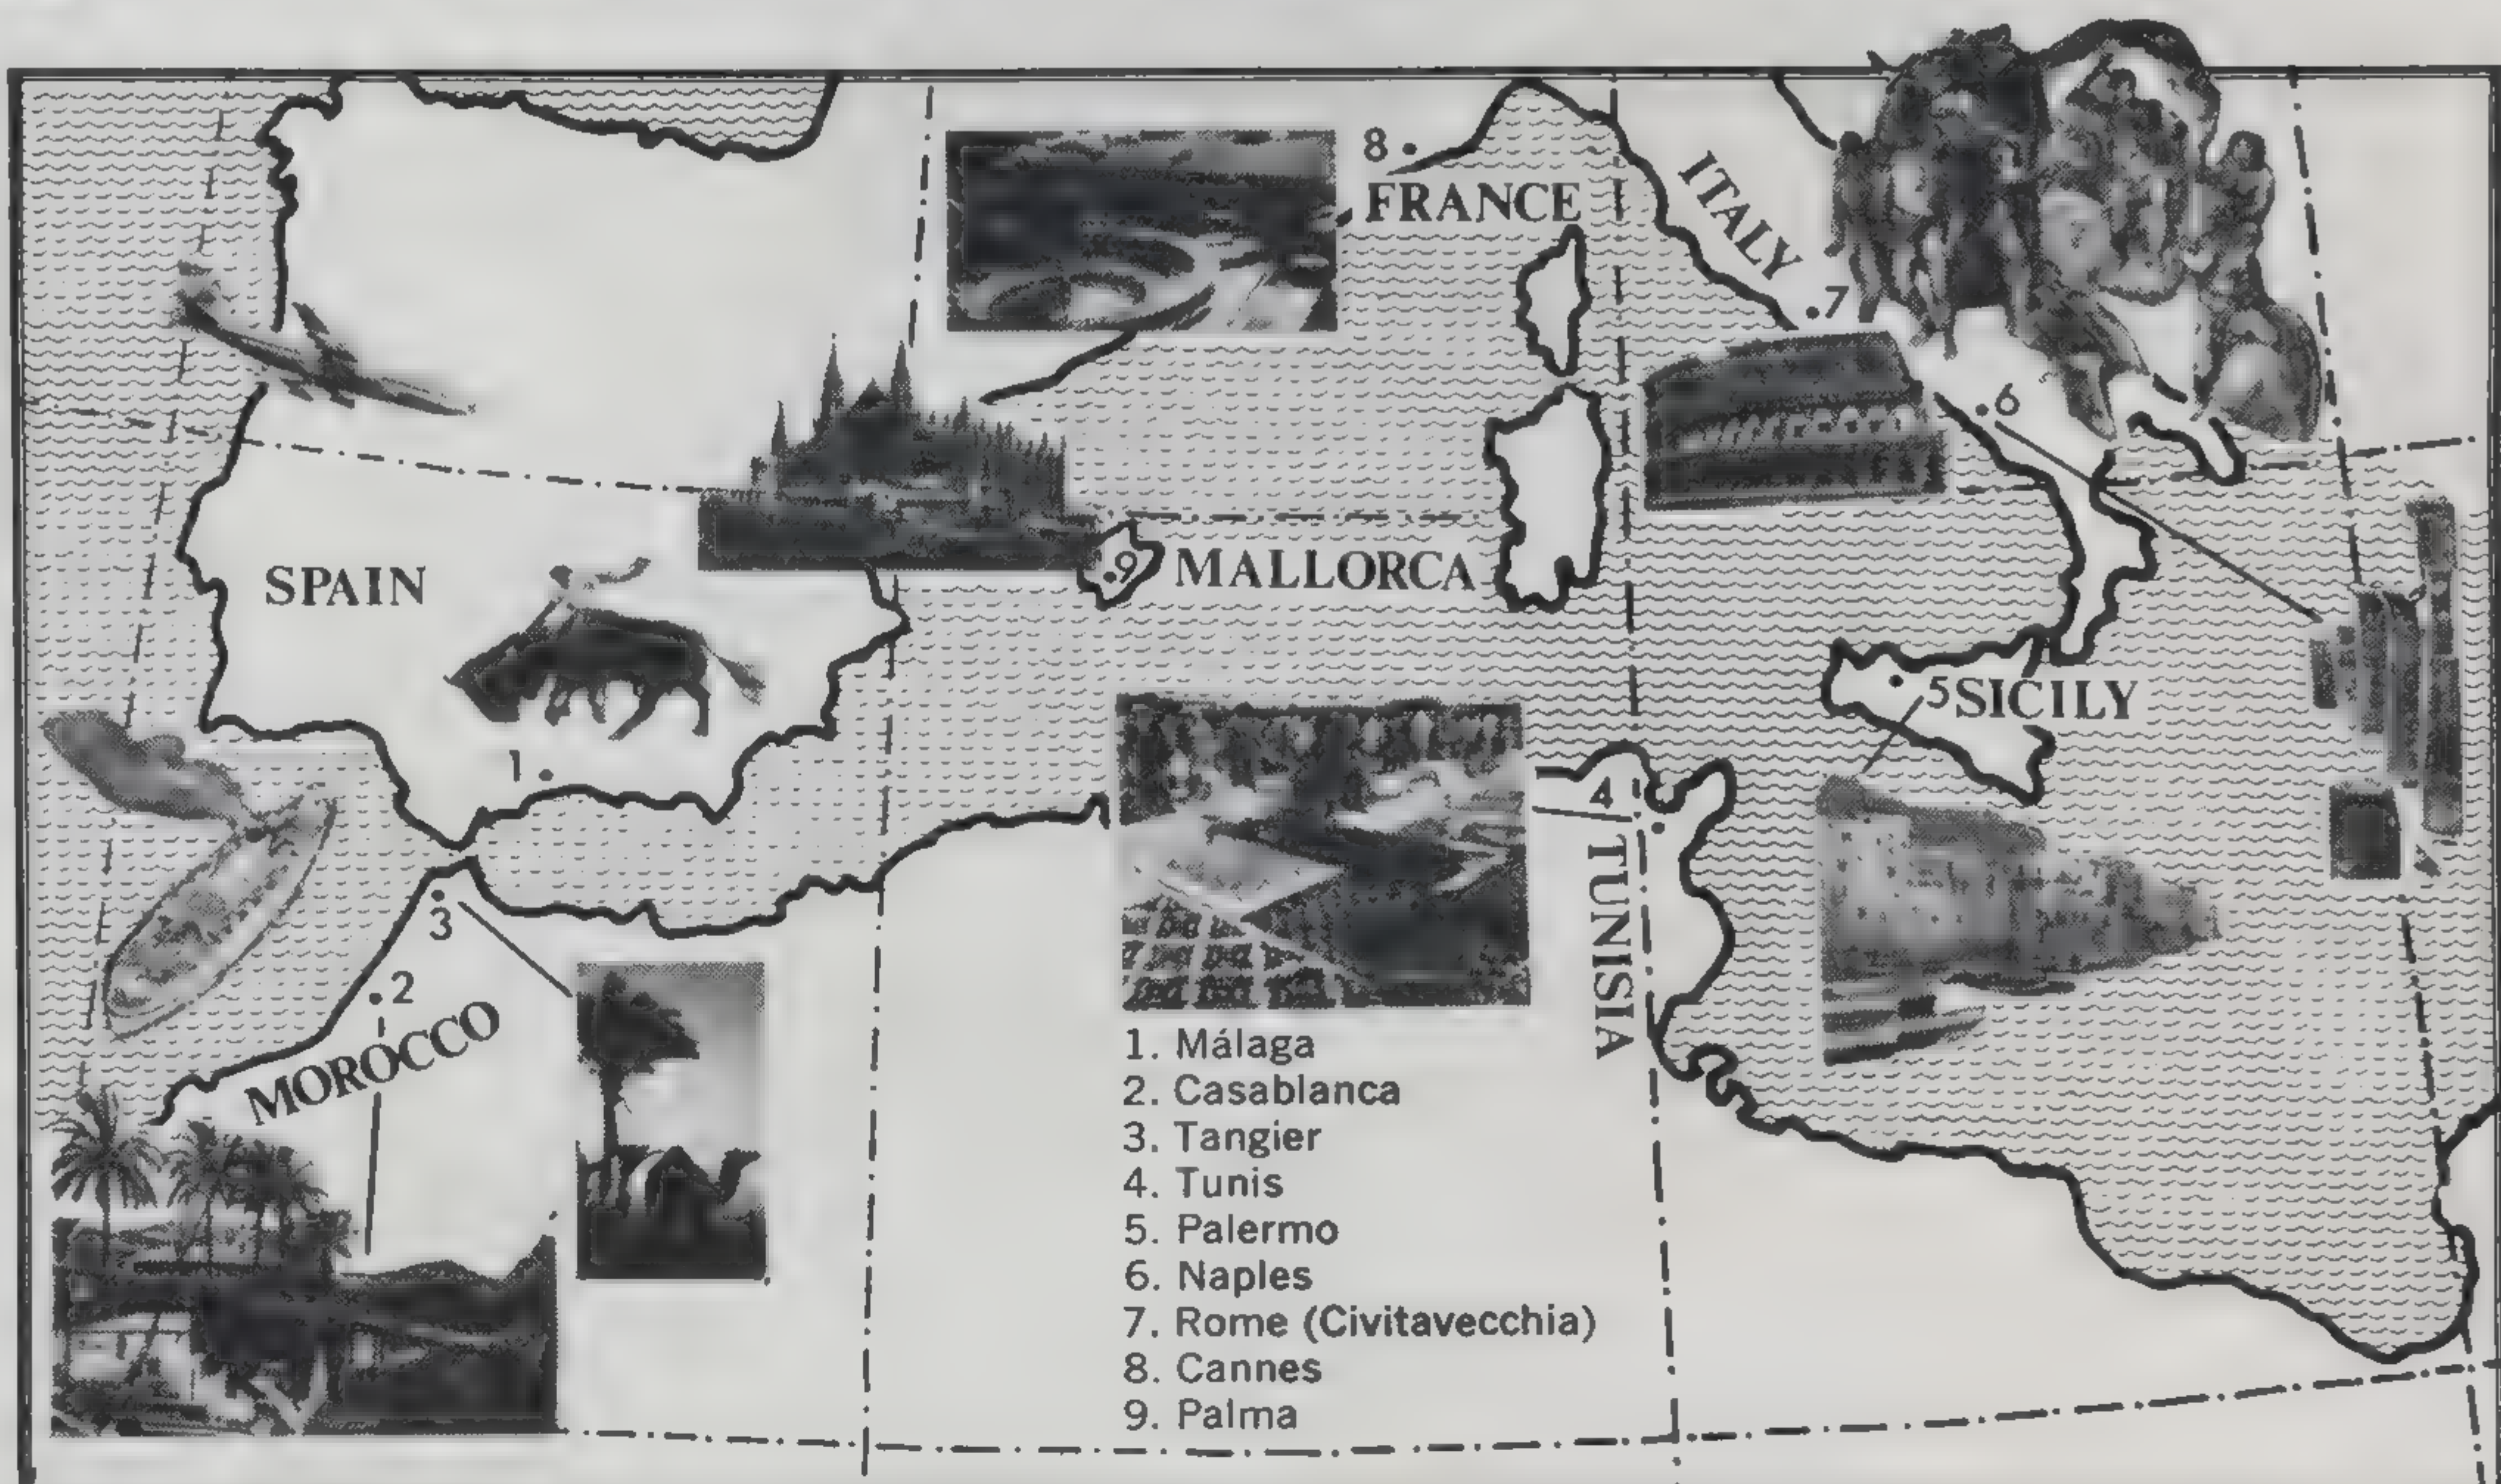 8
FRANCE
ITALY
7
6
9
MALLORCA
SPAIN
5 SICILY
1
4
TUNISIA
3
2
MOROCCO
1. Málaga
2. Casablanca
3. Tangier
4. Tunis
5. Palermo
6. Naples
7. Rome (Civitavecchia)
8. Cannes
9. Palma